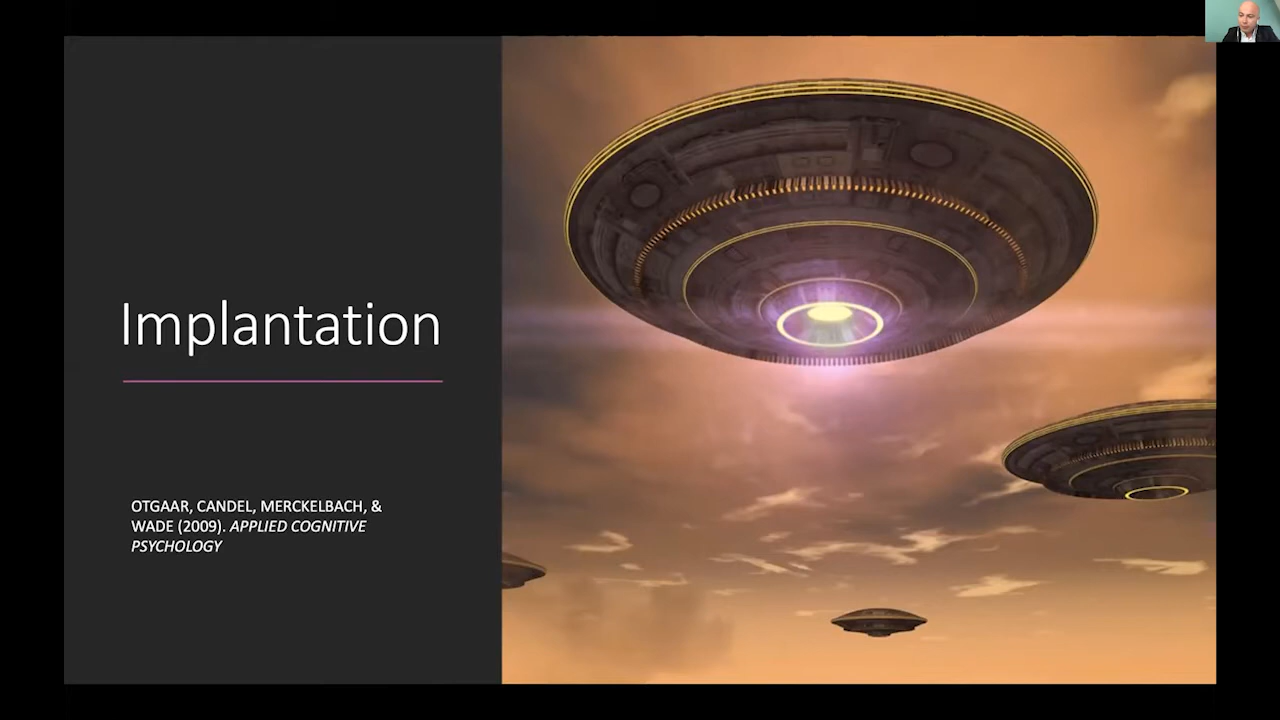 Implantation
OTGAAR, CANDEL, MERCKELBACH, &
WADE (2009). APPLIED COGNITIVE
PSYCHOLOGY